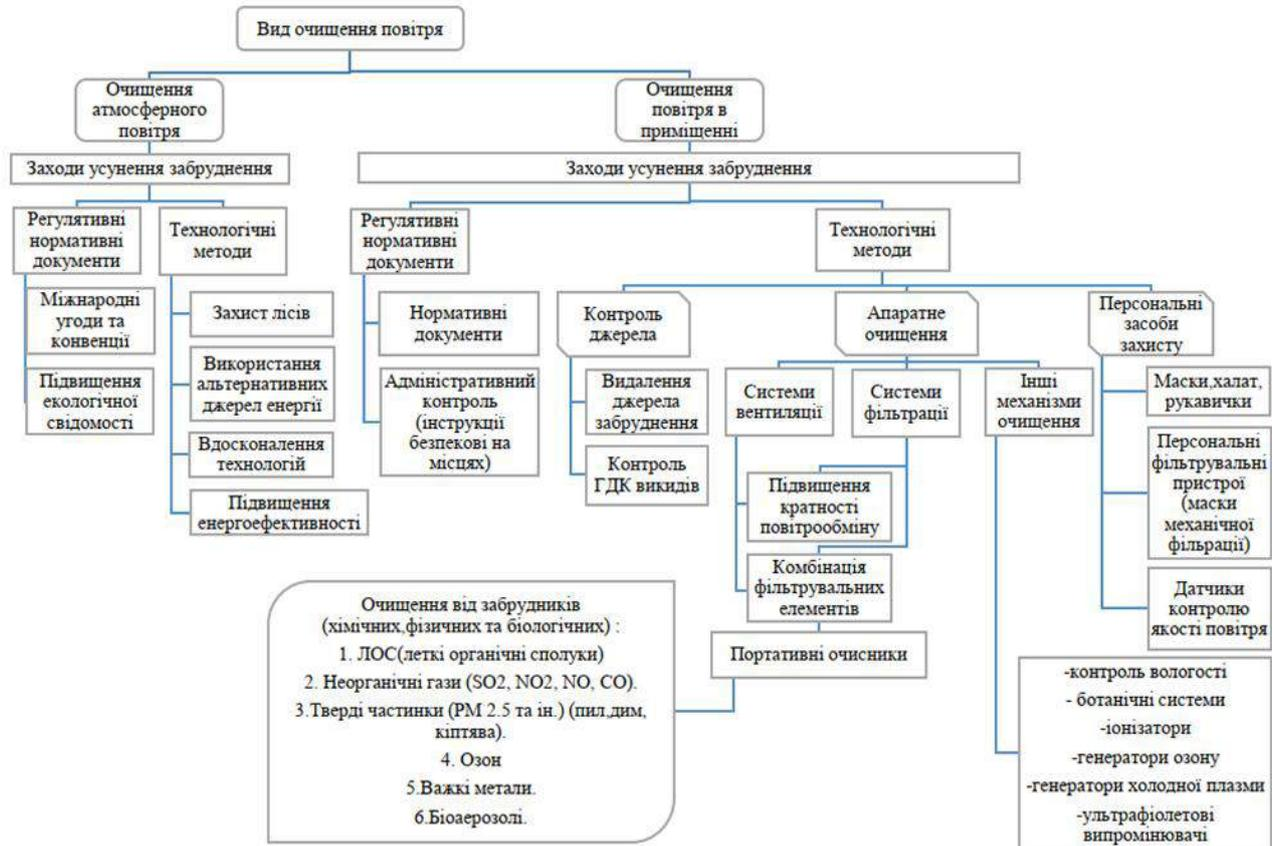 Вид очищення повітря
Очищення
атмосферного
повітря
Очищення
повітря в
приміщенні
Заходи усунення забруднення
Заходи усунення забруднення
Регулятивні
нормативні
документи
Технологічні
методи
Регулятивні
нормативні
документи
Технологічні
методи
Міжнародні
угоди та
конвенції
Підвищення
екологічної
свідомості
Захист лісів
Використання
альтернативних
джерел енергії
Вдосконалення
технологій
Підвищення
енергоефективності
Нормативні
документи
Адміністративний
контроль
(інструкції
безпекові на
місцях)
Контроль
джерела
Апаратне
очищення
Персональні
засоби
захисту
Видалення
джерела
забруднення
Контроль
ГДК викидів
Системи
вентиляції
Системи
фільтрації
Інші
механізми
очищення
Підвищення
кратності
повітрообміну
Комбінація
фільтрувальних
елементів
Портативні очисники
Маски,халат,
рукавички
Персональні
фільтрувальні
пристрої
(маски
механічної
фільрації)
Датчики
контролю
якості повітря
Очищення від забрудників
(хімічних,фізичних та біологічних) :
1. ЛОС(леткі органічні сполуки)
2. Неорганічні гази (SO2, NO2, NO, CO).
3.Тверді частинки (PM 2.5 та ін.) (пил,дим,
кіптява).
4. Озон
5.Важкі метали.
6.Біоаерозолі.
-контроль вологості
- ботанічні системи
-іонізатори
-генератори озону
-генератори холодної плазми
-ультрафіолетові
випромінювачі